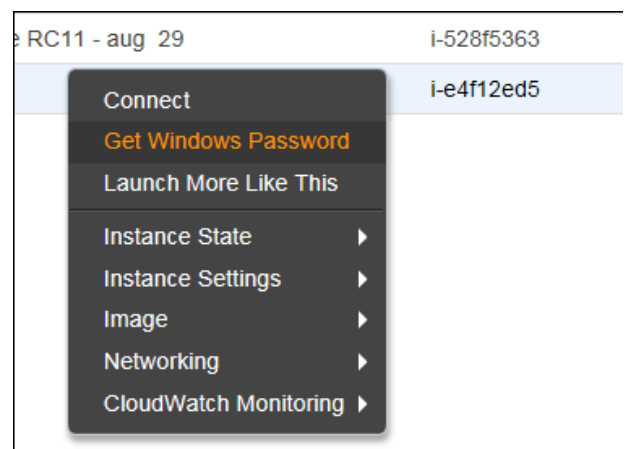 e RC11 - aug 29 i-528f5363
i-e4f12ed5
Connect
Get Windows Password
Launch More Like This
Instance State
Instance Settings
Image
Networking
CloudWatch Monitoring